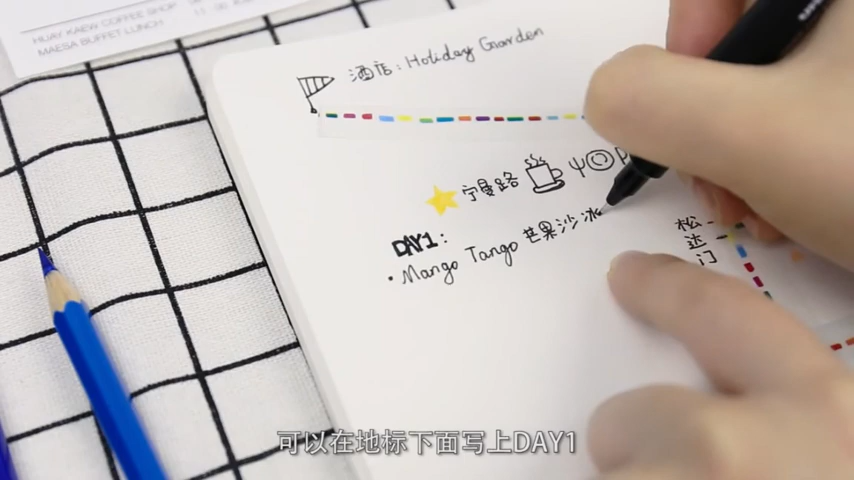 HUAY KAEW COFFEE SHOP
MAESA BUFFET LUNCH
酒店：Holiday Garden
宁曼路
DAY1：
· Mango Tango 芒果沙冰
松
达
门
可以在地标下面写上DAY1